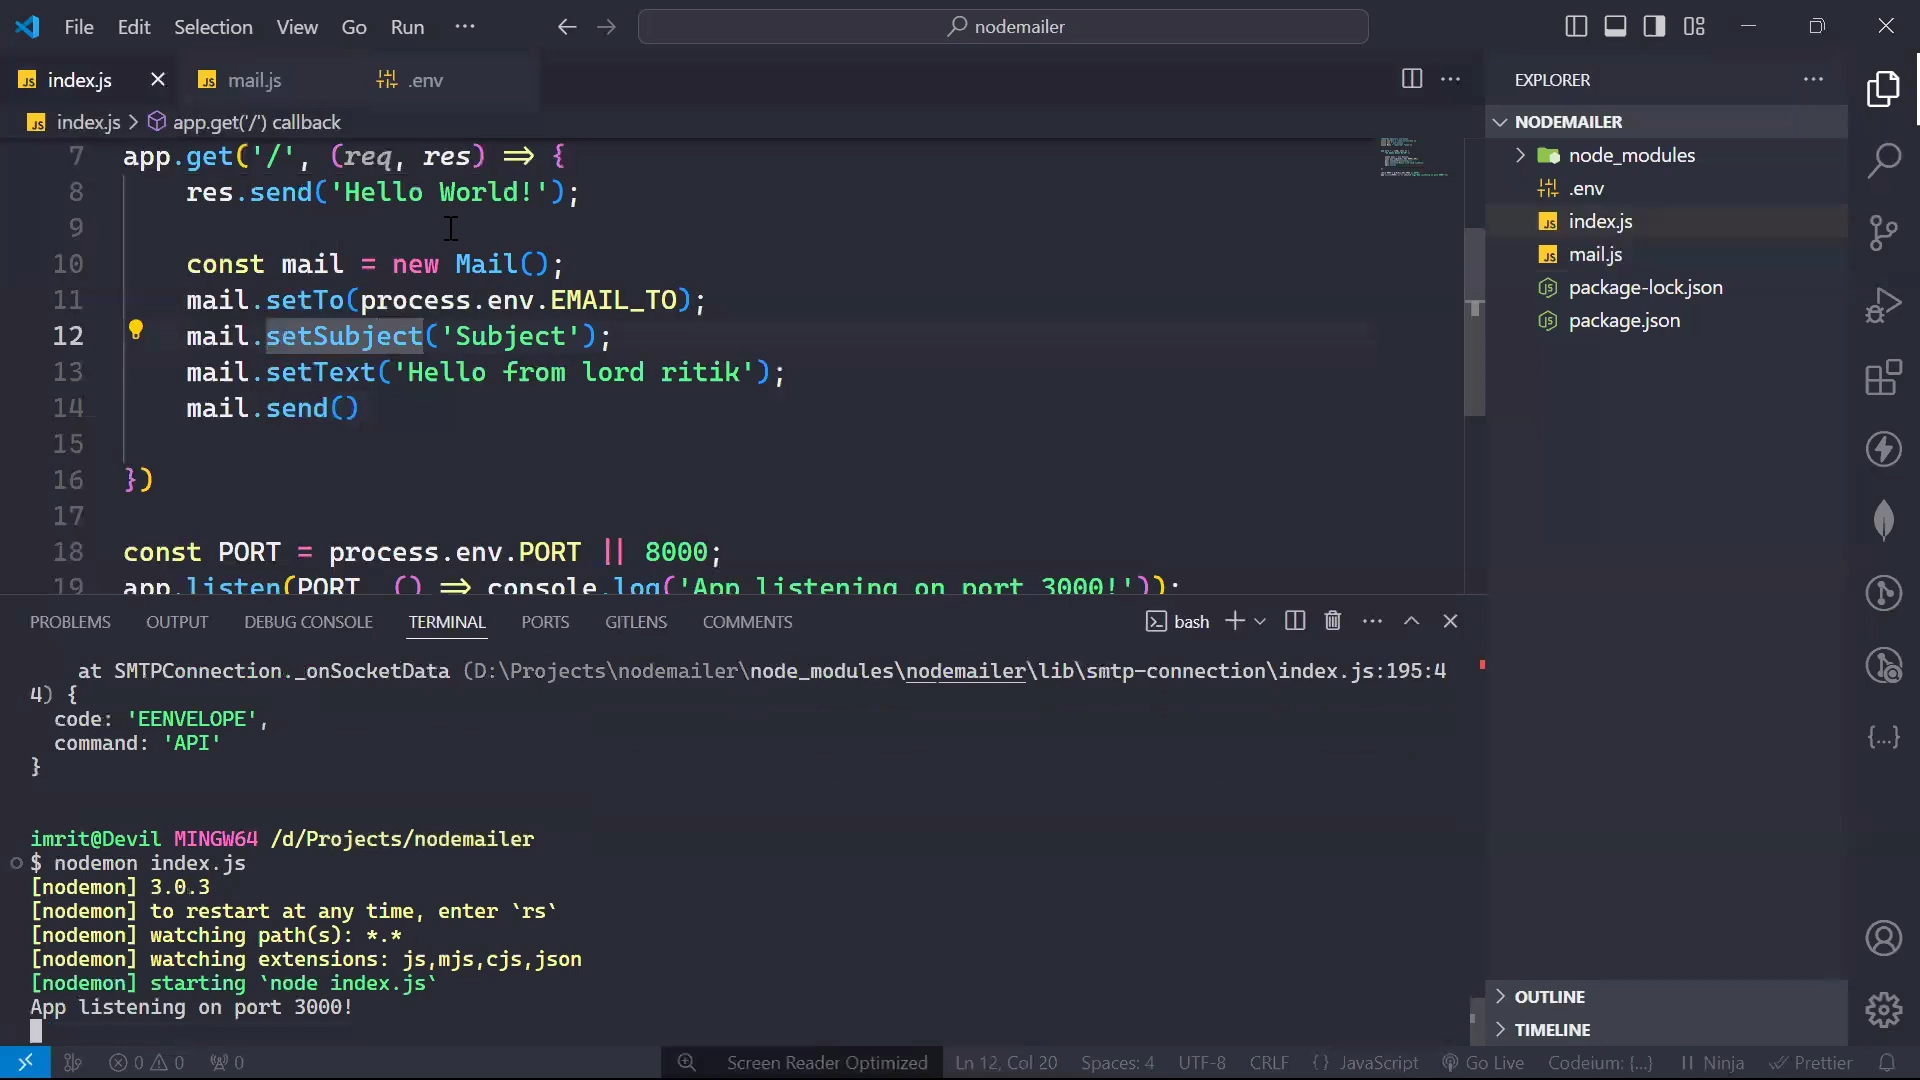 File Edit Selection View Go Run ··· nodemailer
index.js mail.js .env
index.js > app.get('/') callback
7 app.get('/', (req, res) => {
8 res.send('Hello World!');
9
10 const mail = new Mail();
11 mail.setTo(process.env.EMAIL_TO);
12 mail.setSubject('Subject');
13 mail.setText('Hello from lord ritik');
14 mail.send()
15
16 })
17
18 const PORT = process.env.PORT || 8000;
19 app.listen(PORT, () => console.log('App listening on port 3000!'));
EXPLORER
NODEMAILER
node_modules
.env
index.js
mail.js
package-lock.json
package.json
OUTLINE
TIMELINE
PROBLEMS OUTPUT DEBUG CONSOLE TERMINAL PORTS GITLENS COMMENTS bash
at SMTPConnection._onSocketData (D:\Projects\nodemailer\node_modules\nodemailer\lib\smtp-connection\index.js:195:4
4) {
code: 'EENVELOPE',
command: 'API'
}
imrit@Devil MINGW64 /d/Projects/nodemailer
$ nodemon index.js
[nodemon] 3.0.3
[nodemon] to restart at any time, enter `rs`
[nodemon] watching path(s): *.*
[nodemon] watching extensions: js,mjs,cjs,json
[nodemon] starting `node index.js`
App listening on port 3000!
0 0 0 Screen Reader Optimized Ln 12, Col 20 Spaces: 4 UTF-8 CRLF {} JavaScript Go Live Codeium: {...} Ninja Prettier